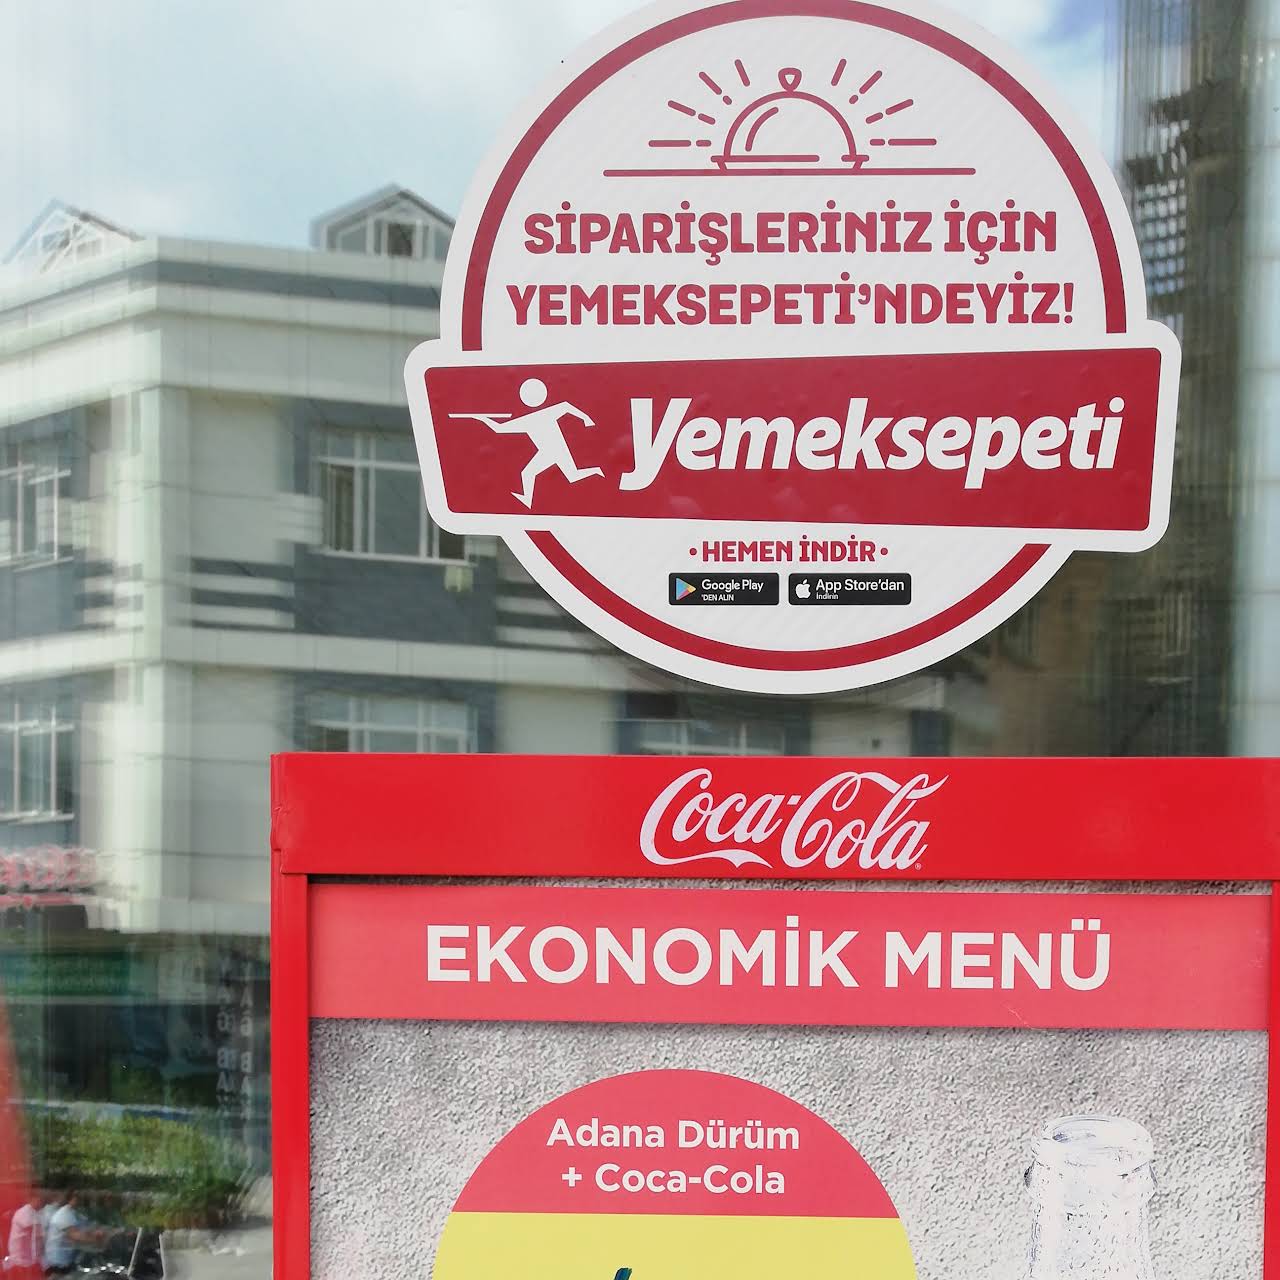 SİPARİŞLERİNİZ İÇİN
YEMEKSEPETİ'NDEYİZ!
Yemeksepeti
•HEMEN İNDİR•
Google Play
'DEN ALIN
App Store'dan
İndirin
Coca-Cola
EKONOMİK MENÜ
Adana Dürüm
+ Coca-Cola